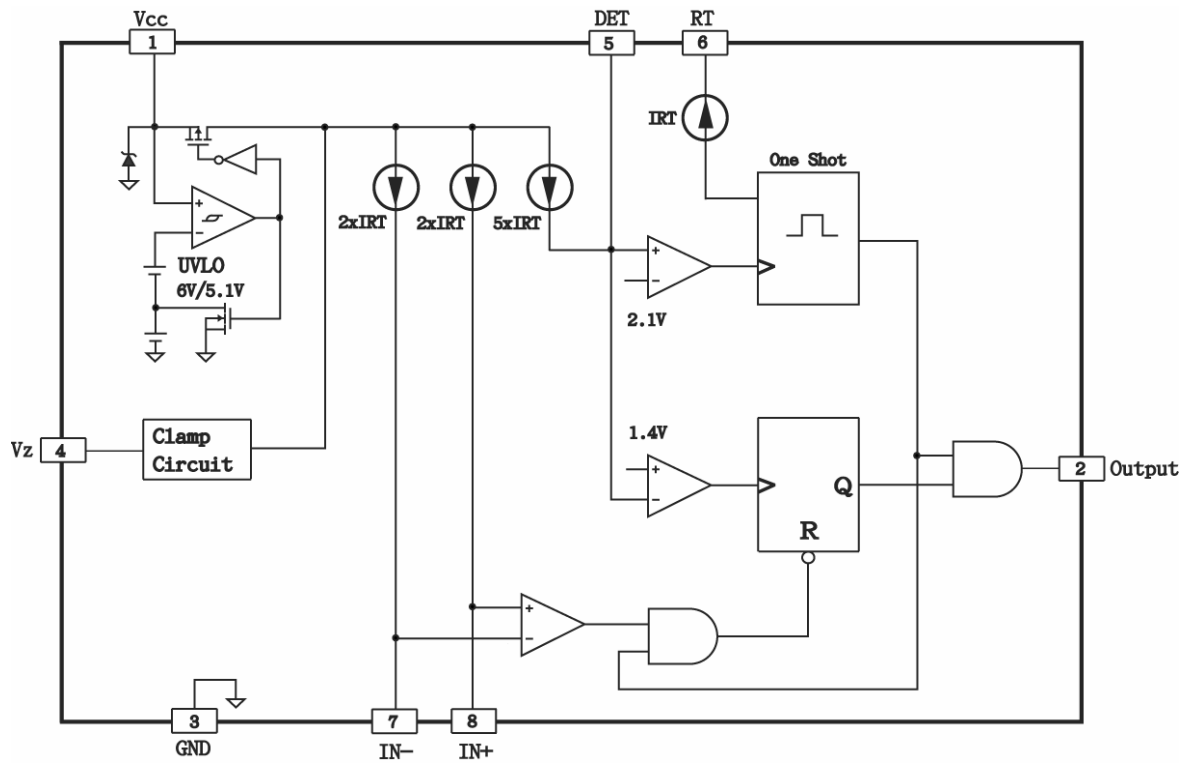 Vcc
DET
RT
1
5
6
IRT
One Shot
+
−
2xIRT
2xIRT
5xIRT
UVLO
6V/5.1V
+
−
2.1V
Vz
4
Clamp
Circuit
1.4V
+
−
Q
R
2
Output
+
−
3
GND
7
8
IN−
IN+